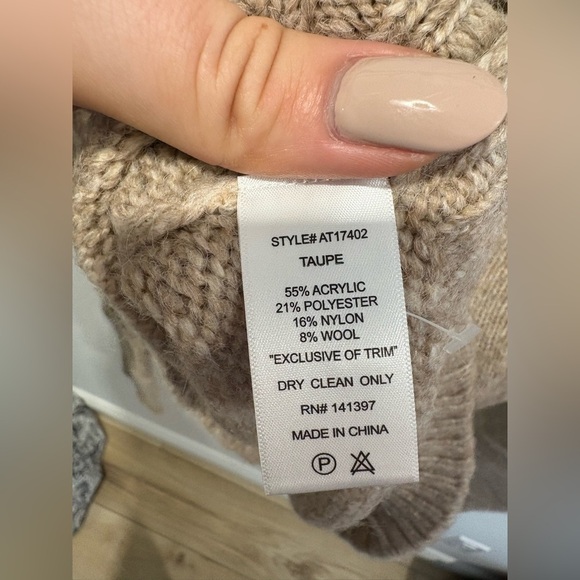 STYLE# AT17402
TAUPE
55% ACRYLIC
21% POLYESTER
16% NYLON
8% WOOL
"EXCLUSIVE OF TRIM"
DRY CLEAN ONLY
RN# 141397
MADE IN CHINA
P